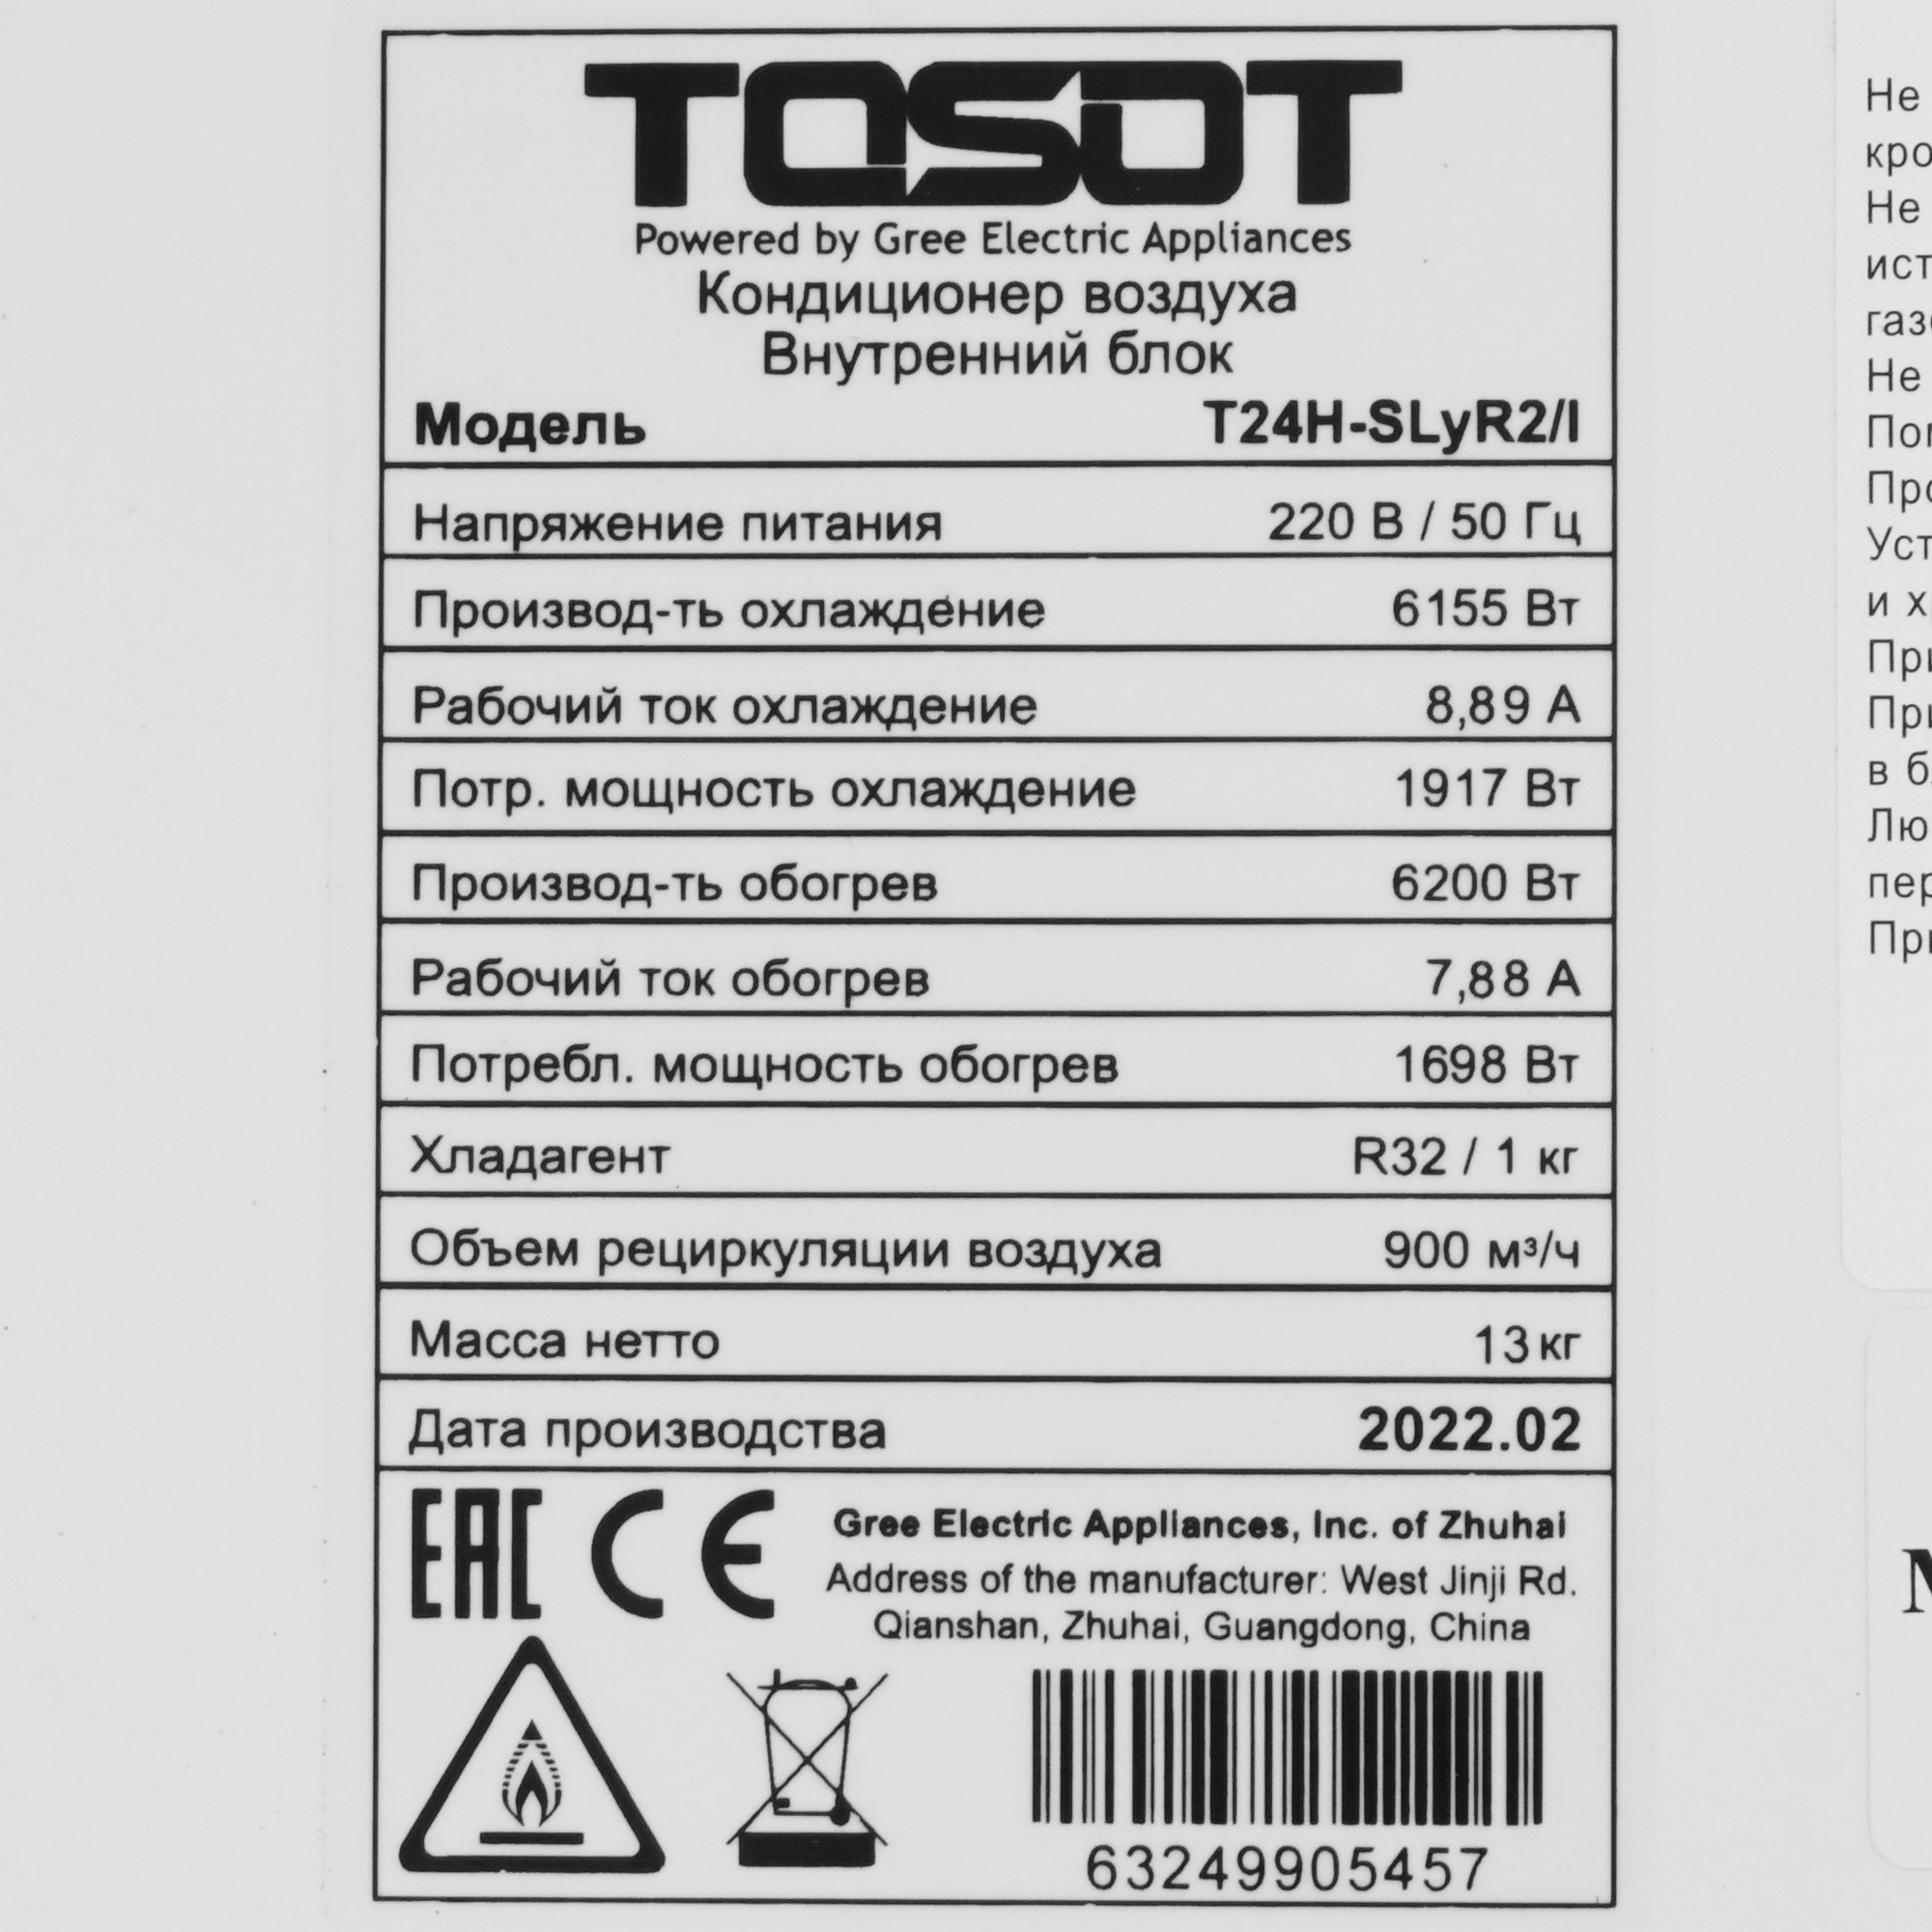 TOSOT
Powered by Gree Electric Appliances
Кондиционер воздуха
Внутренний блок
Модель T24H-SLyR2/I
Напряжение питания 220 В / 50 Гц
Производ-ть охлаждение 6155 Вт
Рабочий ток охлаждение 8,89 А
Потр. мощность охлаждение 1917 Вт
Производ-ть обогрев 6200 Вт
Рабочий ток обогрев 7,88 А
Потребл. мощность обогрев 1698 Вт
Хладагент R32 / 1 кг
Объем рециркуляции воздуха 900 м³/ч
Масса нетто 13 кг
Дата производства 2022.02
EAC CE
Gree Electric Appliances, Inc. of Zhuhai
Address of the manufacturer: West Jinji Rd.
Qianshan, Zhuhai, Guangdong, China
63249905457
Не
Не
Не
и
в